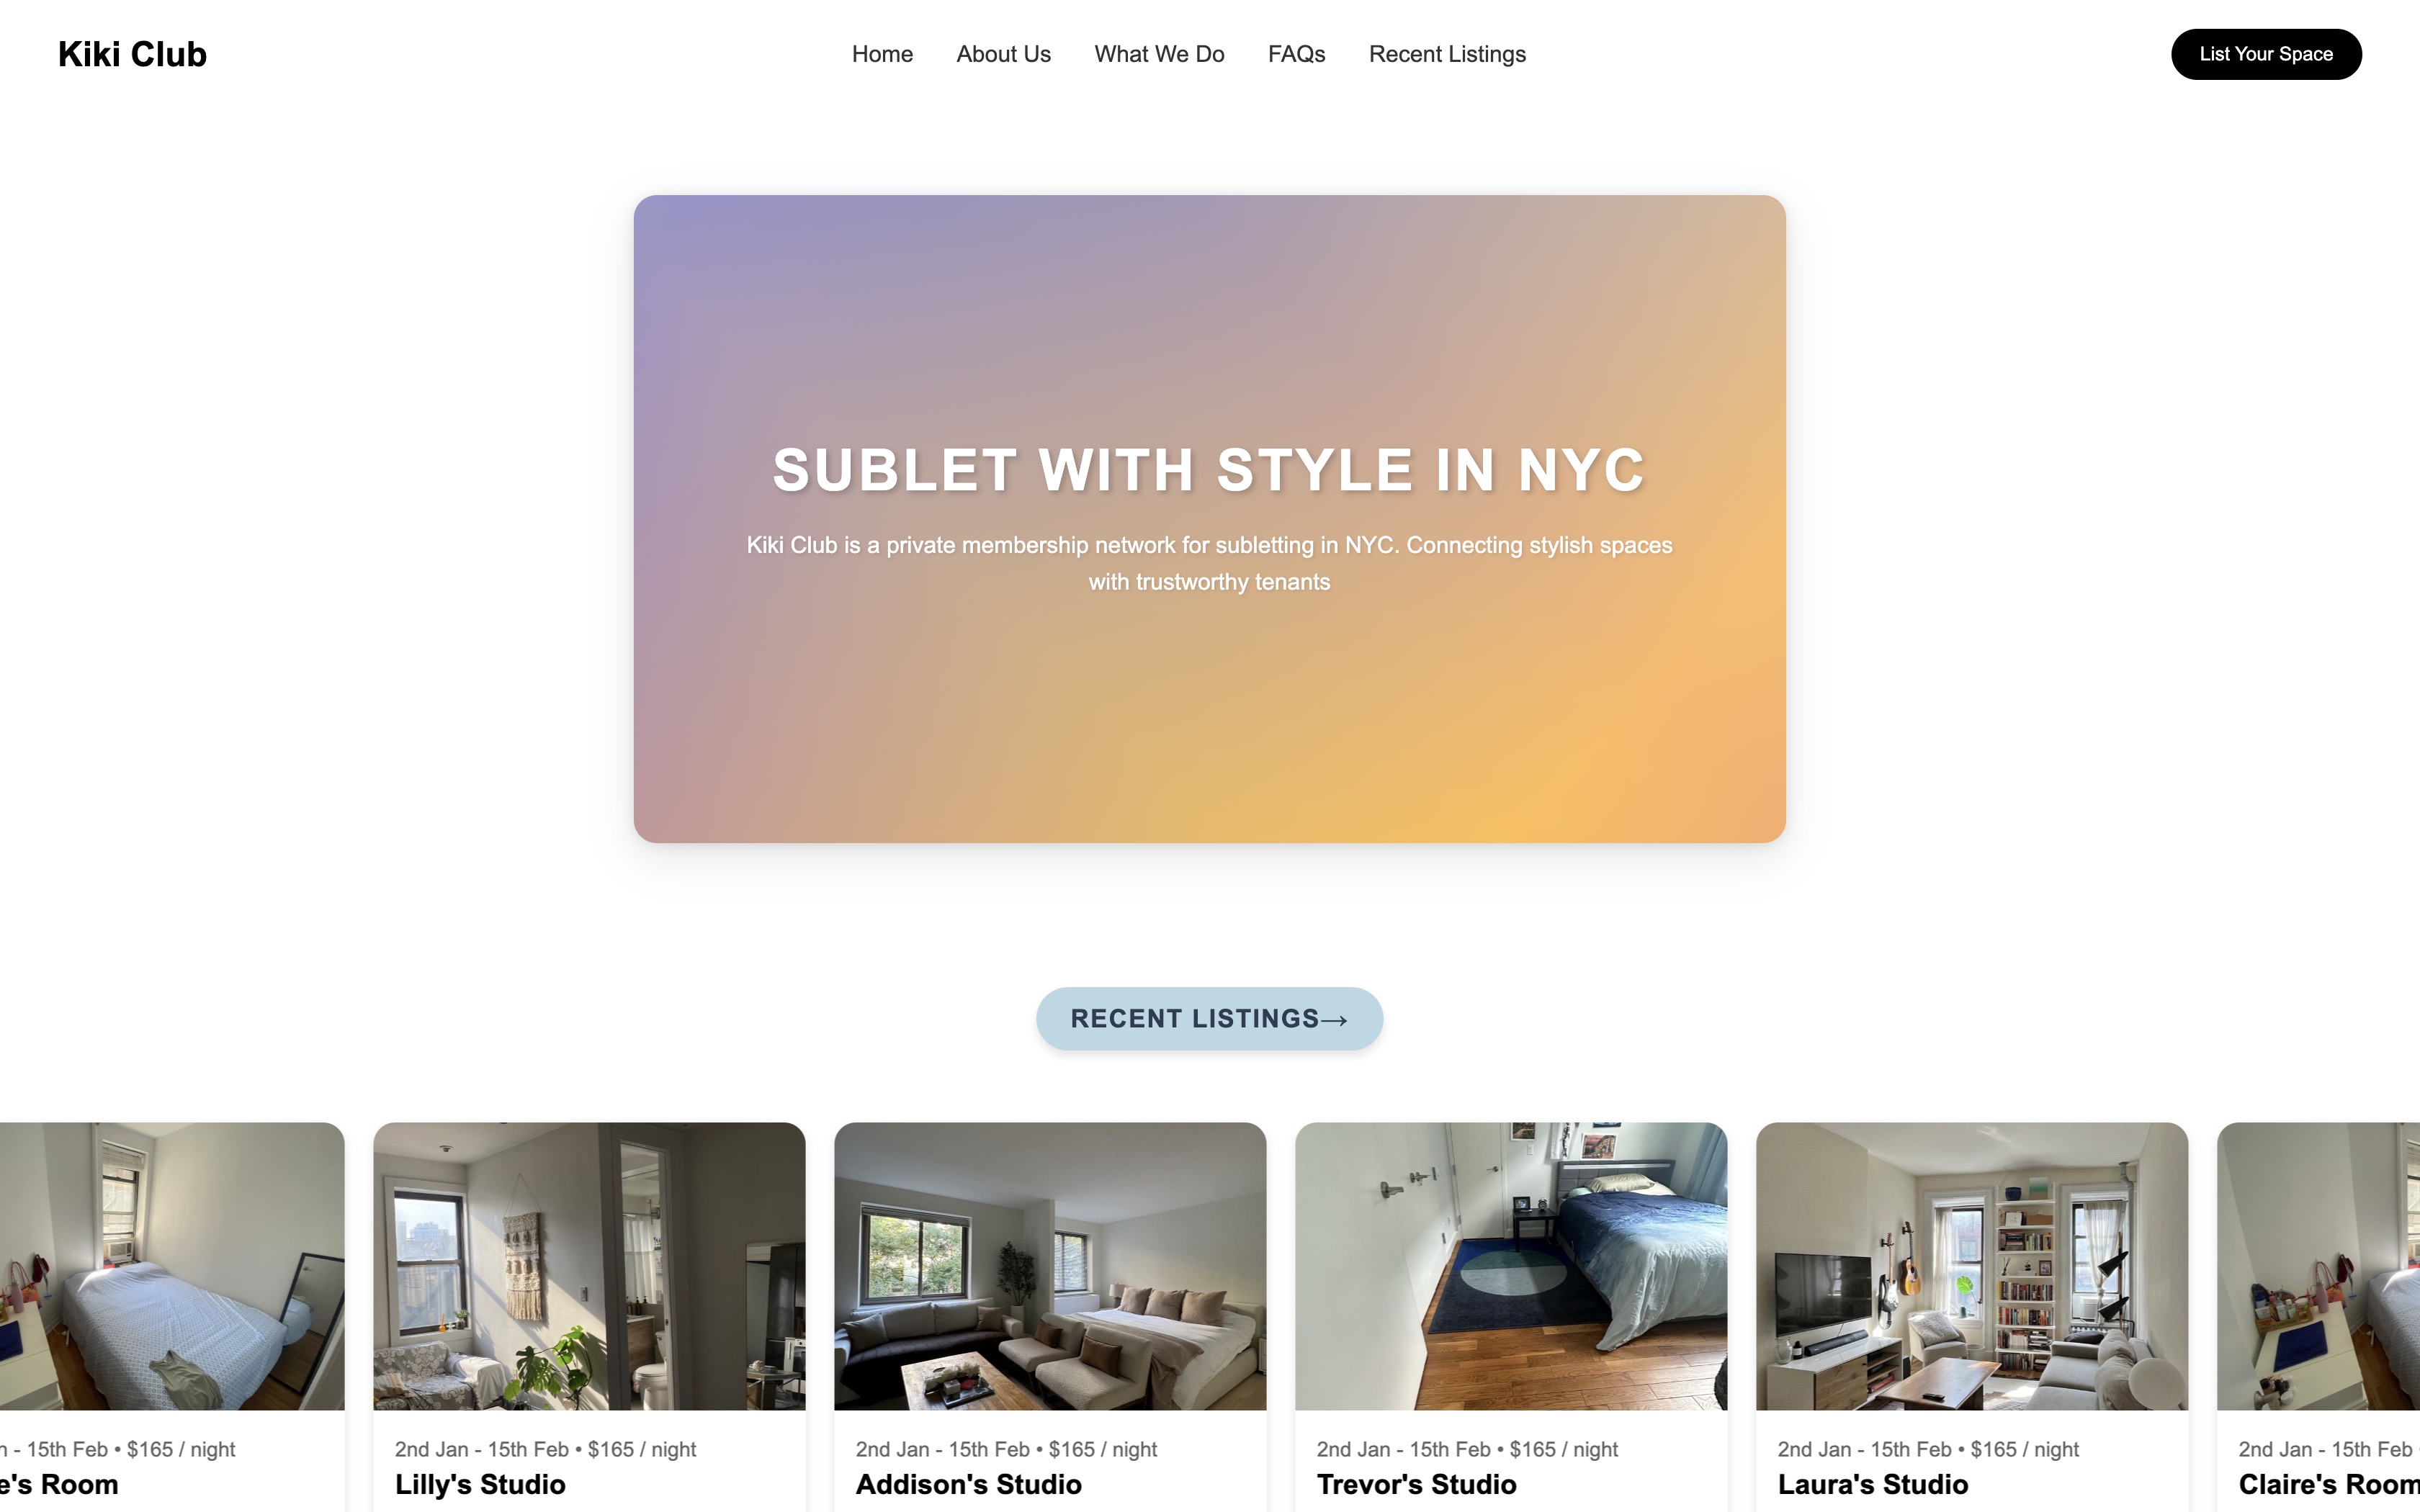 Kiki Club
Home
About Us
What We Do
FAQs
Recent Listings
List Your Space
SUBLET WITH STYLE IN NYC
Kiki Club is a private membership network for subletting in NYC. Connecting stylish spaces
with trustworthy tenants
RECENT LISTINGS→
n - 15th Feb • $165 / night
e's Room
2nd Jan - 15th Feb • $165 / night
Lilly's Studio
2nd Jan - 15th Feb • $165 / night
Addison's Studio
2nd Jan - 15th Feb • $165 / night
Trevor's Studio
2nd Jan - 15th Feb • $165 / night
Laura's Studio
2nd Jan - 15th Feb
Claire's Room